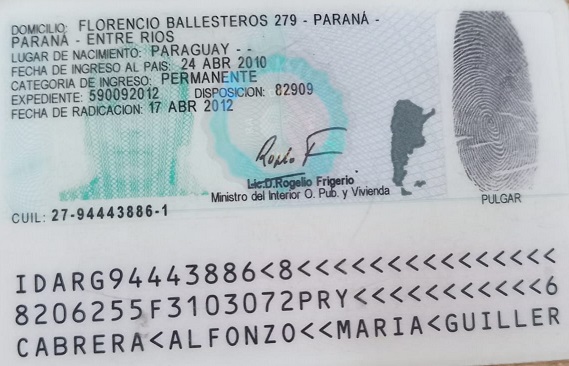 DOMICILIO: FLORENCIO BALLESTEROS 279 - PARANÁ -
PARANÁ - ENTRE RIOS
LUGAR DE NACIMIENTO: PARAGUAY - -
FECHA DE INGRESO AL PAIS: 24 ABR 2010
CATEGORIA DE INGRESO: PERMANENTE
EXPEDIENTE: 590092012 DISPOSICION: 82909
FECHA DE RADICACION: 17 ABR 2012
Lic.D.Rogelio Frigerio
Ministro del Interior O. Pub. y Vivienda
PULGAR
CUIL: 27-94443886-1
IDARG94443886<8<<<<<<<<<<<<<<<
8206255F3103072PRY<<<<<<<<<<<6
CABRERA<ALFONZO<<MARIA<GUILLER